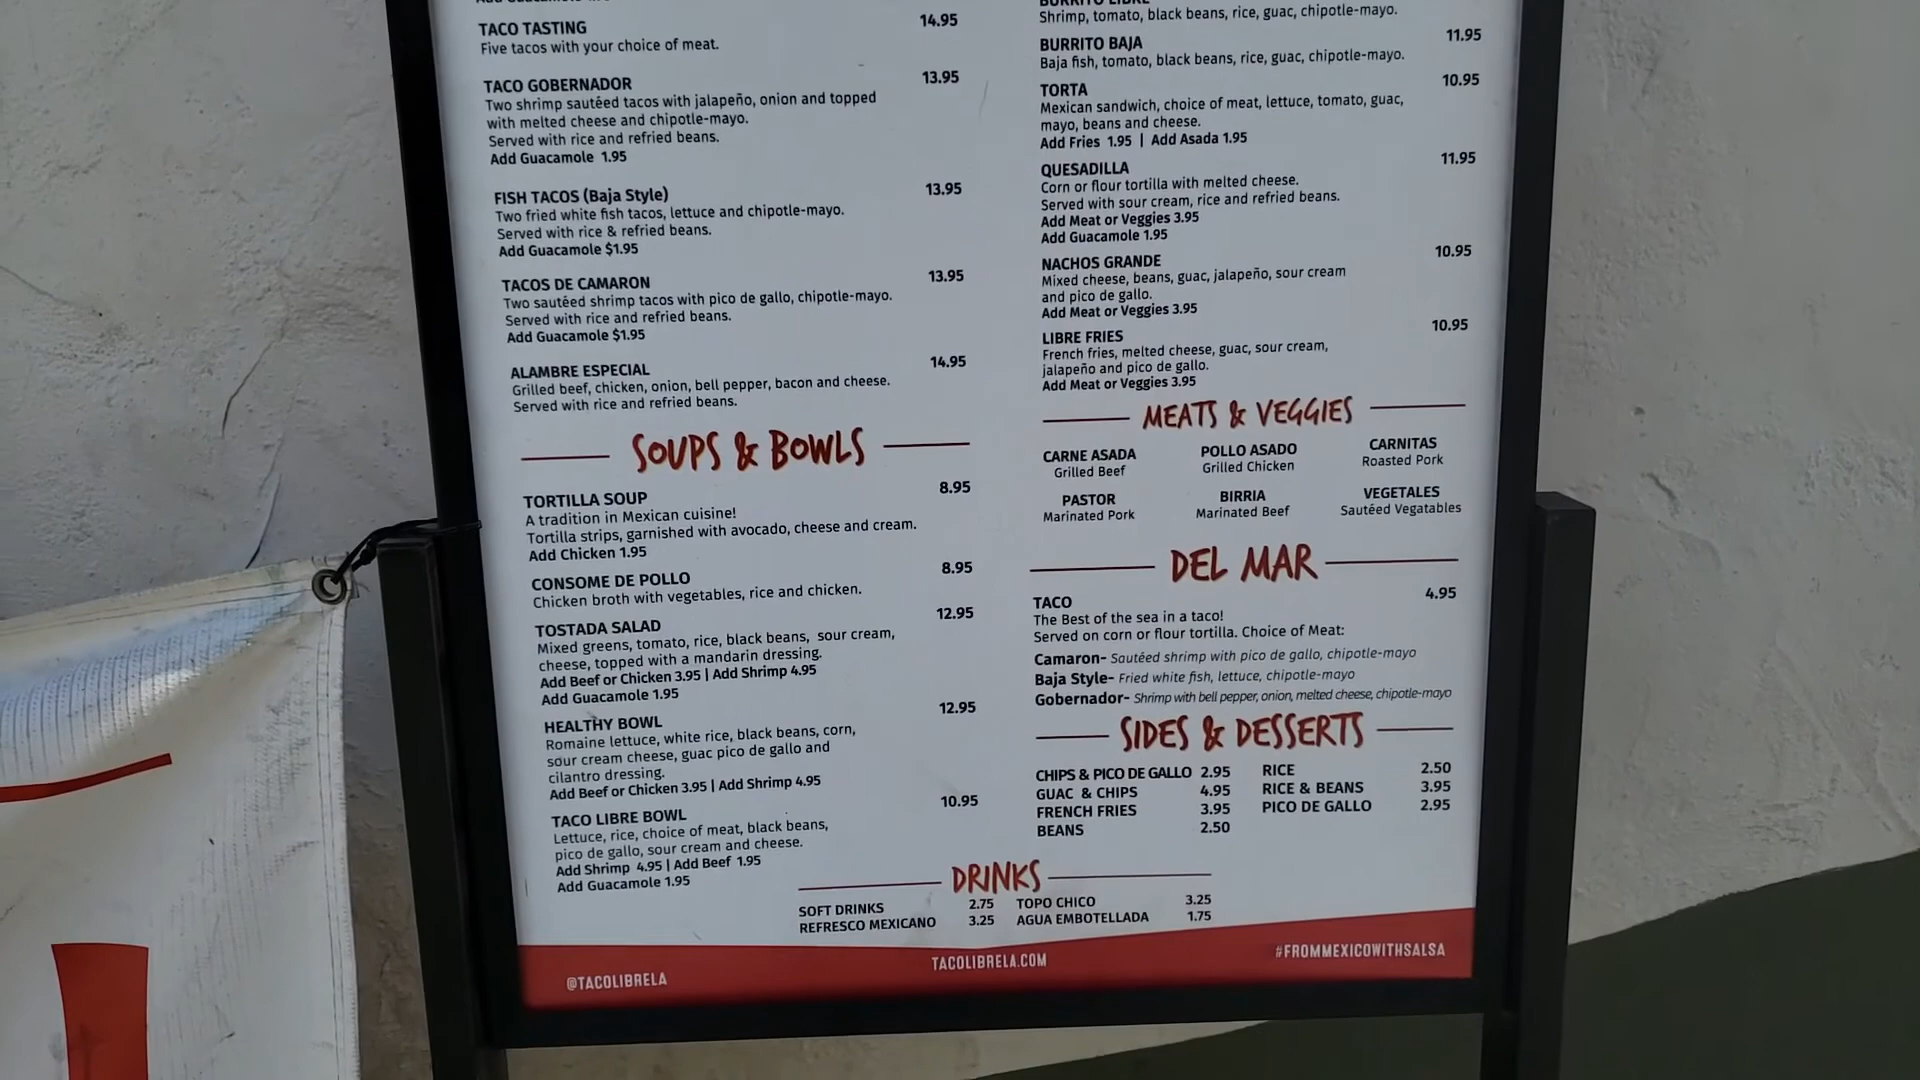 TACO TASTING 14.95
Five tacos with your choice of meat.
TACO GOBERNADOR 13.95
Two shrimp sautéed tacos with jalapeño, onion and topped
with melted cheese and chipotle-mayo.
Served with rice and refried beans.
Add Guacamole 1.95
FISH TACOS (Baja Style) 13.95
Two fried white fish tacos, lettuce and chipotle-mayo.
Served with rice & refried beans.
Add Guacamole $1.95
TACOS DE CAMARON 13.95
Two sautéed shrimp tacos with pico de gallo, chipotle-mayo.
Served with rice and refried beans.
Add Guacamole $1.95
ALAMBRE ESPECIAL 14.95
Grilled beef, chicken, onion, bell pepper, bacon and cheese.
Served with rice and refried beans.
SOUPS & BOWLS
TORTILLA SOUP 8.95
A tradition in Mexican cuisine!
Tortilla strips, garnished with avocado, cheese and cream.
Add Chicken 1.95
CONSOME DE POLLO 8.95
Chicken broth with vegetables, rice and chicken.
TOSTADA SALAD 12.95
Mixed greens, tomato, rice, black beans, sour cream,
cheese, topped with a mandarin dressing.
Add Beef or Chicken 3.95 | Add Shrimp 4.95
Add Guacamole 1.95
HEALTHY BOWL 12.95
Romaine lettuce, white rice, black beans, corn,
sour cream cheese, guac pico de gallo and
cilantro dressing.
Add Beef or Chicken 3.95 | Add Shrimp 4.95
TACO LIBRE BOWL 10.95
Lettuce, rice, choice of meat, black beans,
pico de gallo, sour cream and cheese.
Add Shrimp 4.95 | Add Beef 1.95
Add Guacamole 1.95
BURRITO LIBRE
Shrimp, tomato, black beans, rice, guac, chipotle-mayo.
BURRITO BAJA 11.95
Baja fish, tomato, black beans, rice, guac, chipotle-mayo.
TORTA 10.95
Mexican sandwich, choice of meat, lettuce, tomato, guac,
mayo, beans and cheese.
Add Fries 1.95 | Add Asada 1.95
QUESADILLA 11.95
Corn or flour tortilla with melted cheese.
Served with sour cream, rice and refried beans.
Add Meat or Veggies 3.95
Add Guacamole 1.95
NACHOS GRANDE 10.95
Mixed cheese, beans, guac, jalapeño, sour cream
and pico de gallo.
Add Meat or Veggies 3.95
LIBRE FRIES 10.95
French fries, melted cheese, guac, sour cream,
jalapeño and pico de gallo.
Add Meat or Veggies 3.95
MEATS & VEGGIES
CARNE ASADA POLLO ASADO CARNITAS
Grilled Beef Grilled Chicken Roasted Pork
PASTOR BIRRIA VEGETALES
Marinated Pork Marinated Beef Sautéed Vegatables
DEL MAR
TACO 4.95
The Best of the sea in a taco!
Served on corn or flour tortilla. Choice of Meat:
Camaron- Sautéed shrimp with pico de gallo, chipotle-mayo
Baja Style- Fried white fish, lettuce, chipotle-mayo
Gobernador- Shrimp with bell pepper, onion, melted cheese, chipotle-mayo
SIDES & DESSERTS
CHIPS & PICO DE GALLO 2.95 RICE 2.50
GUAC & CHIPS 4.95 RICE & BEANS 3.95
FRENCH FRIES 3.95 PICO DE GALLO 2.95
BEANS 2.50
DRINKS
SOFT DRINKS 2.75 TOPO CHICO 3.25
REFRESCO MEXICANO 3.25 AGUA EMBOTELLADA 1.75
@TACOLIBRELA TACOLIBRELA.COM #FROMMEXICOWITHSALSA